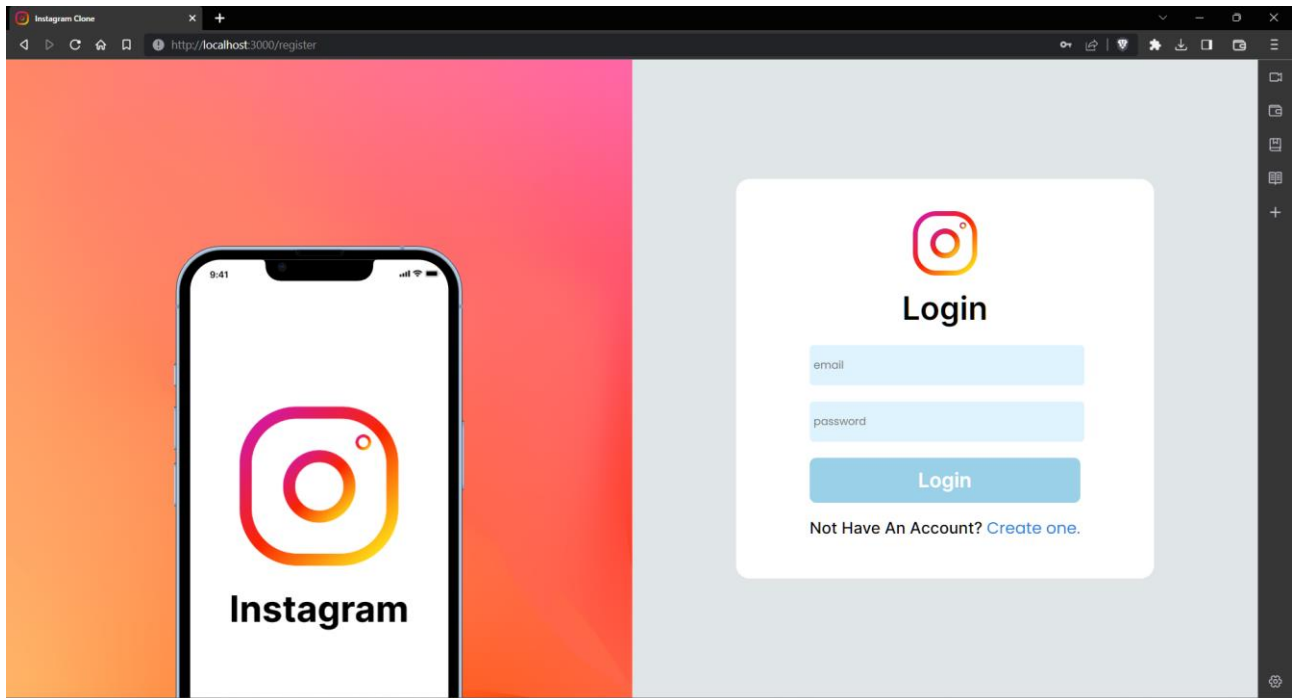 Instagram Clone
http://localhost:3000/register
9:41
Instagram
Login
email
password
Login
Not Have An Account? Create one.